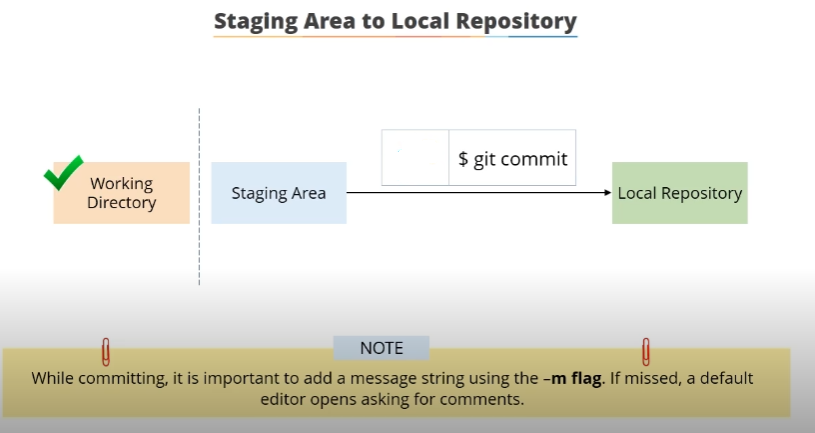 Staging Area to Local Repository
$ git commit
Working
Directory
Staging Area
Local Repository
NOTE
While committing, it is important to add a message string using the –m flag. If missed, a default
editor opens asking for comments.